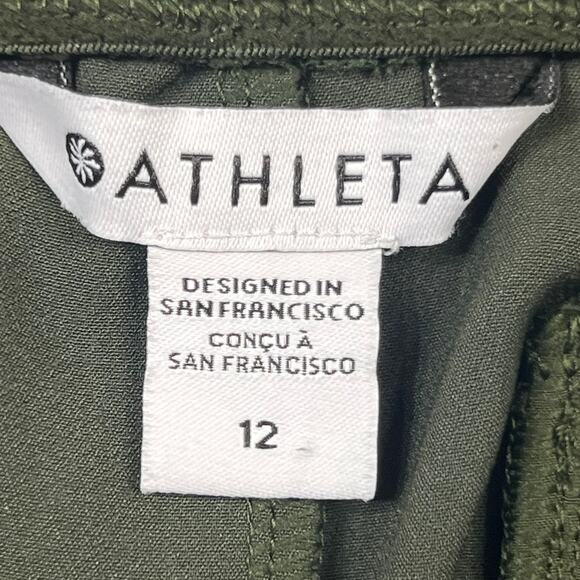 ATHLETA
DESIGNED IN
SAN FRANCISCO
CONÇU À
SAN FRANCISCO
12